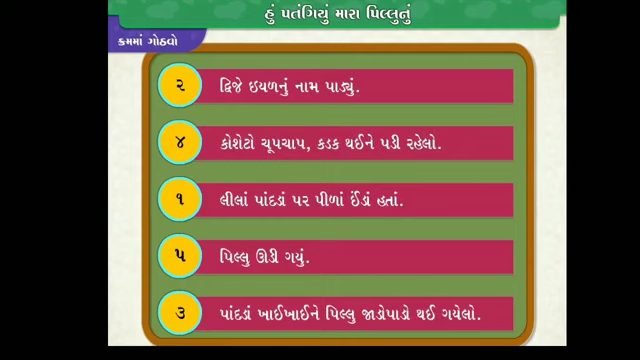 હું પતંગિયું મારા પિલ્લુનું
ક્રમમાં ગોઠવો
૨ દ્વિજે ઇયળનું નામ પાડ્યું.
૪ કોશેટો ચૂપચાપ, કડક થઈને પડી રહેલો.
૧ લીલાં પાંદડાં પર પીળાં ઈંડાં હતાં.
૫ પિલ્લુ ઊડી ગયું.
૩ પાંદડાં ખાઈખાઈને પિલ્લુ જાડોપાડો થઈ ગયેલો.